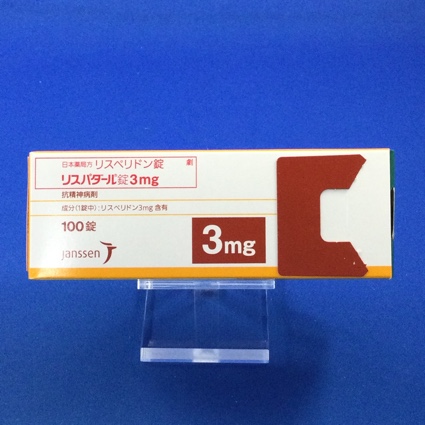 日本薬局方 リスペリドン錠 劇
リスパダール錠3mg
抗精神病剤
成分(1錠中):リスペリドン3mg 含有
100錠
janssen
3mg